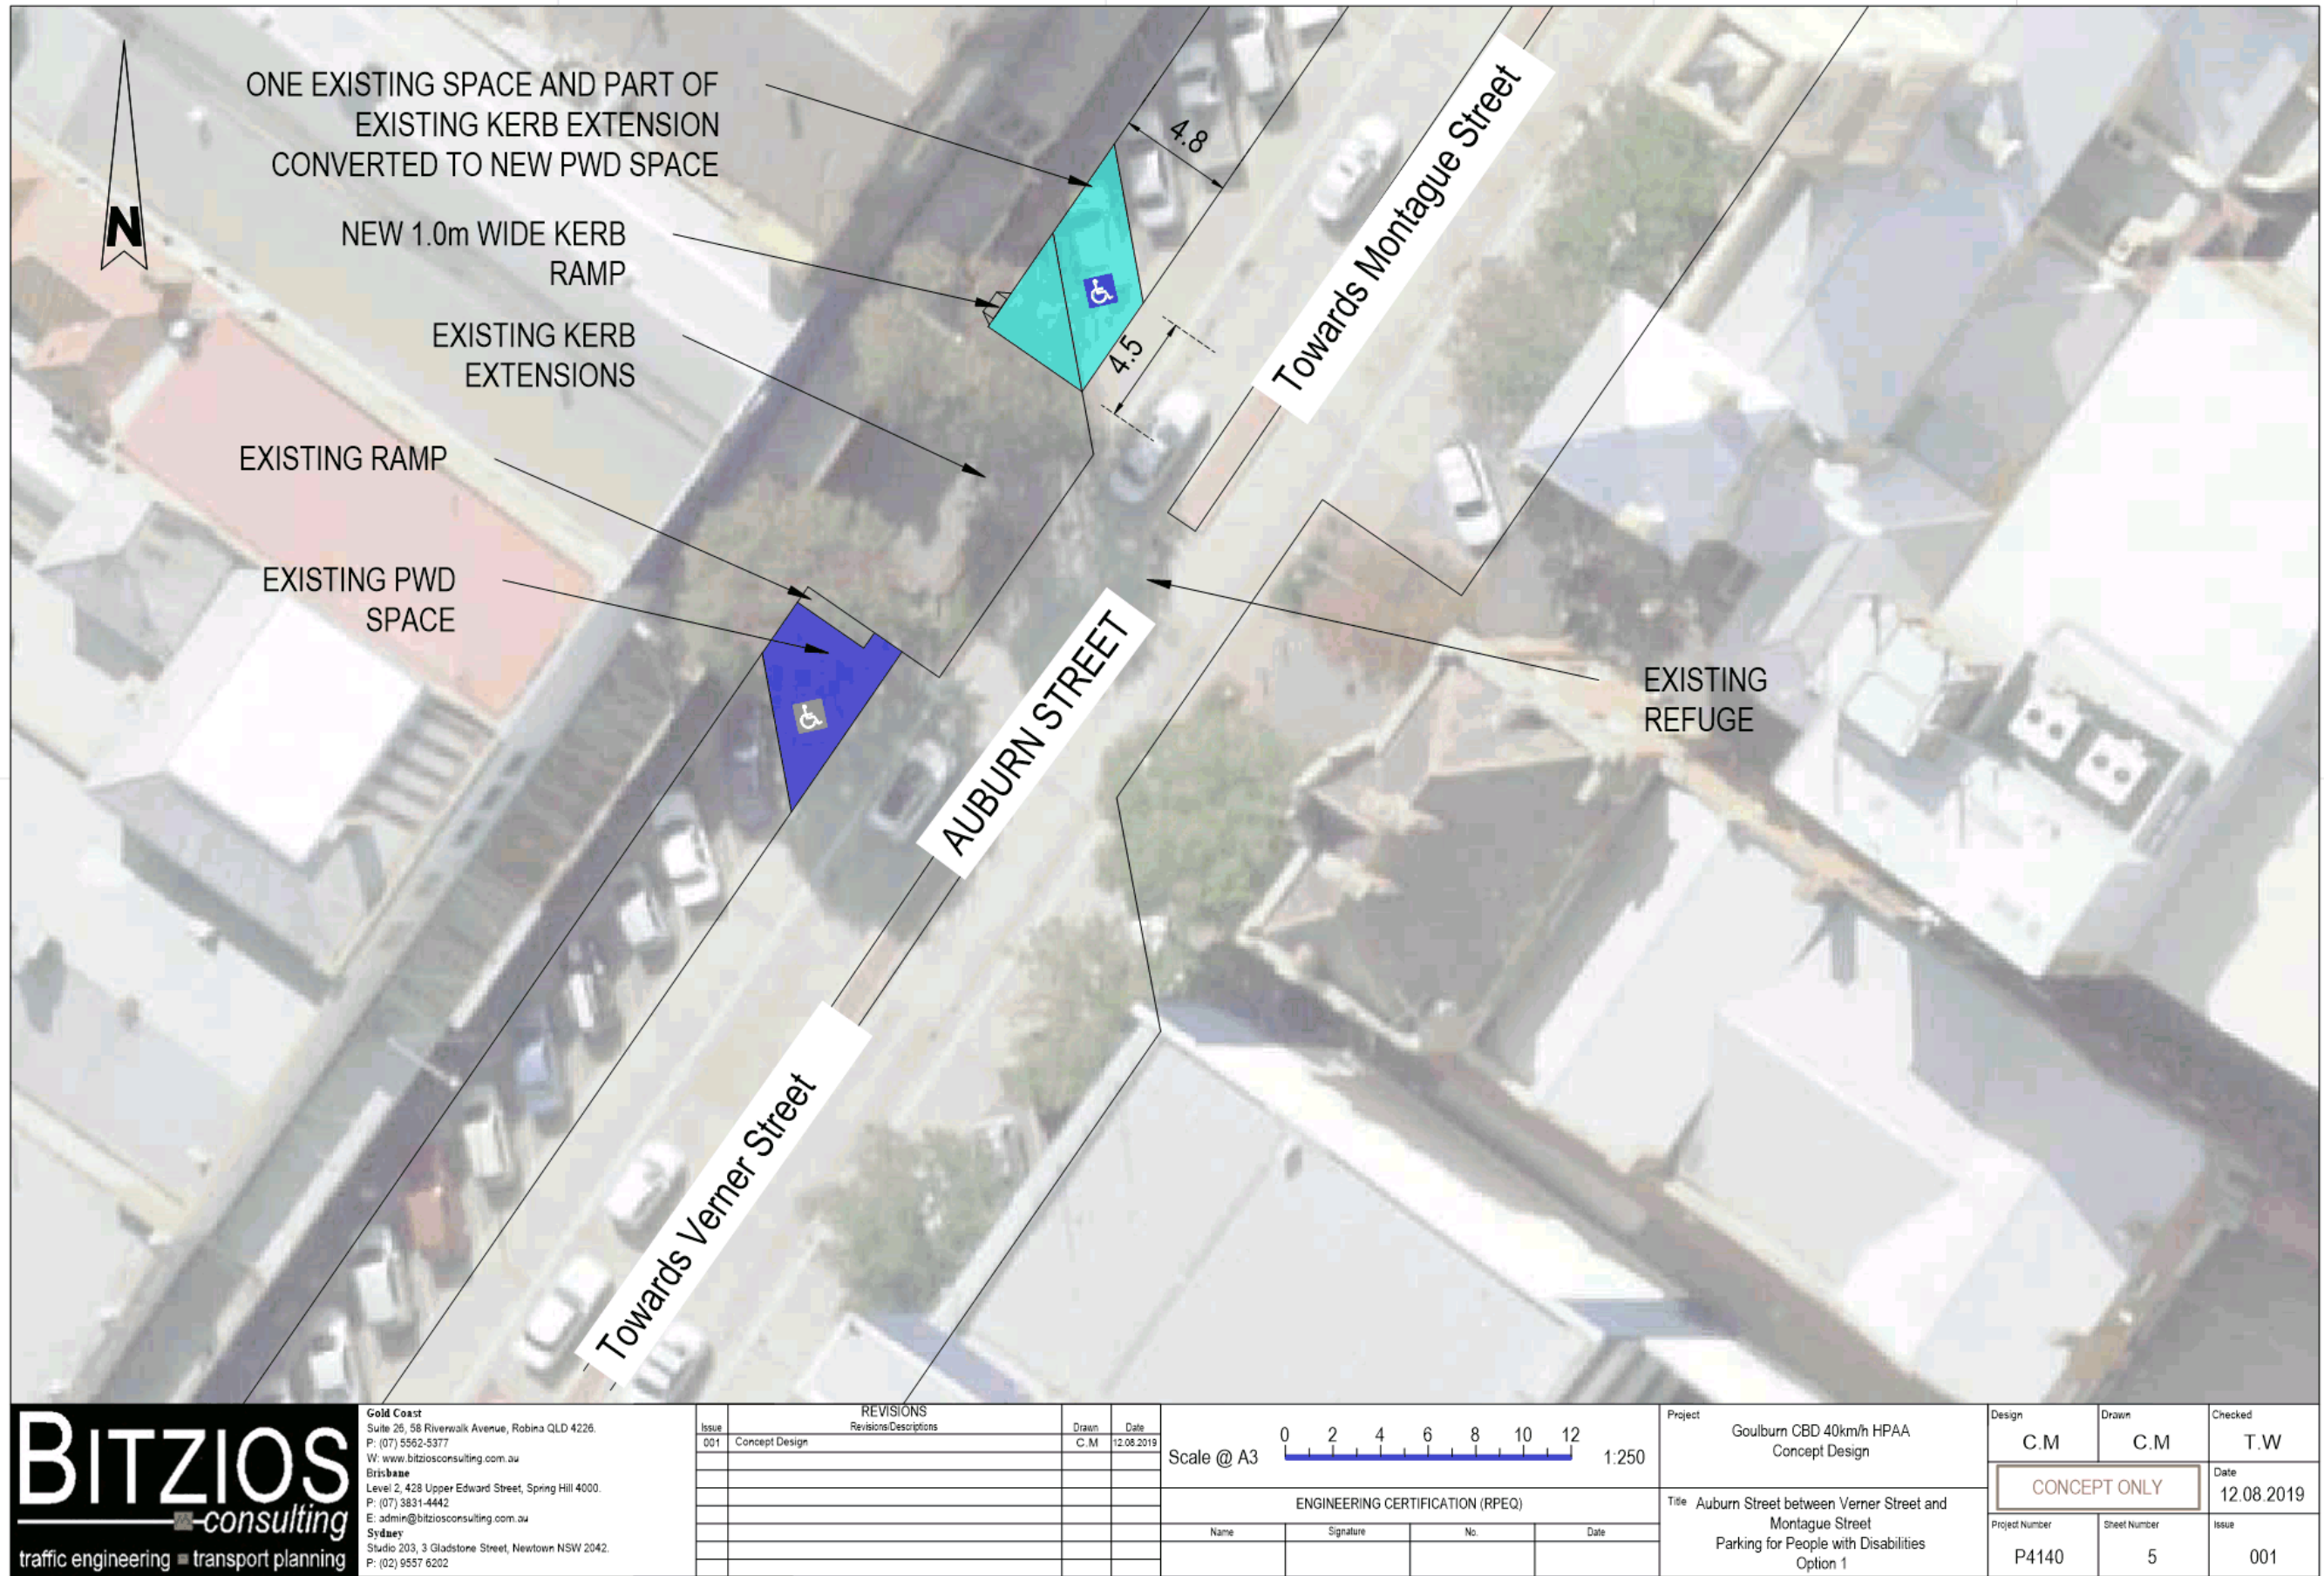 ONE EXISTING SPACE AND PART OF
EXISTING KERB EXTENSION
CONVERTED TO NEW PWD SPACE
NEW 1.0m WIDE KERB
RAMP
EXISTING KERB
EXTENSIONS
EXISTING RAMP
EXISTING PWD
SPACE
N
4.8
4.5
Towards Montague Street
AUBURN STREET
Towards Verner Street
EXISTING
REFUGE
BITZIOS
consulting
traffic engineering transport planning
Gold Coast
Suite 26, 58 Riverwalk Avenue, Robina QLD 4226.
P: (07) 5562-5377
W: www.bitziosconsulting.com.au
Brisbane
Level 2, 428 Upper Edward Street, Spring Hill 4000.
P: (07) 3831-4442
E: admin@bitziosconsulting.com.au
Sydney
Studio 203, 3 Gladstone Street, Newtown NSW 2042.
P: (02) 9557 6202
REVISIONS
Issue Revisions/Descriptions Drawn Date
001 Concept Design C.M 12.08.2019
Scale @ A3 0 2 4 6 8 10 12 1:250
ENGINEERING CERTIFICATION (RPEQ)
Name Signature No. Date
Project
Goulburn CBD 40km/h HPAA
Concept Design
Title Auburn Street between Verner Street and
Montague Street
Parking for People with Disabilities
Option 1
Design Drawn Checked
C.M C.M T.W
CONCEPT ONLY
Date
12.08.2019
Project Number Sheet Number Issue
P4140 5 001